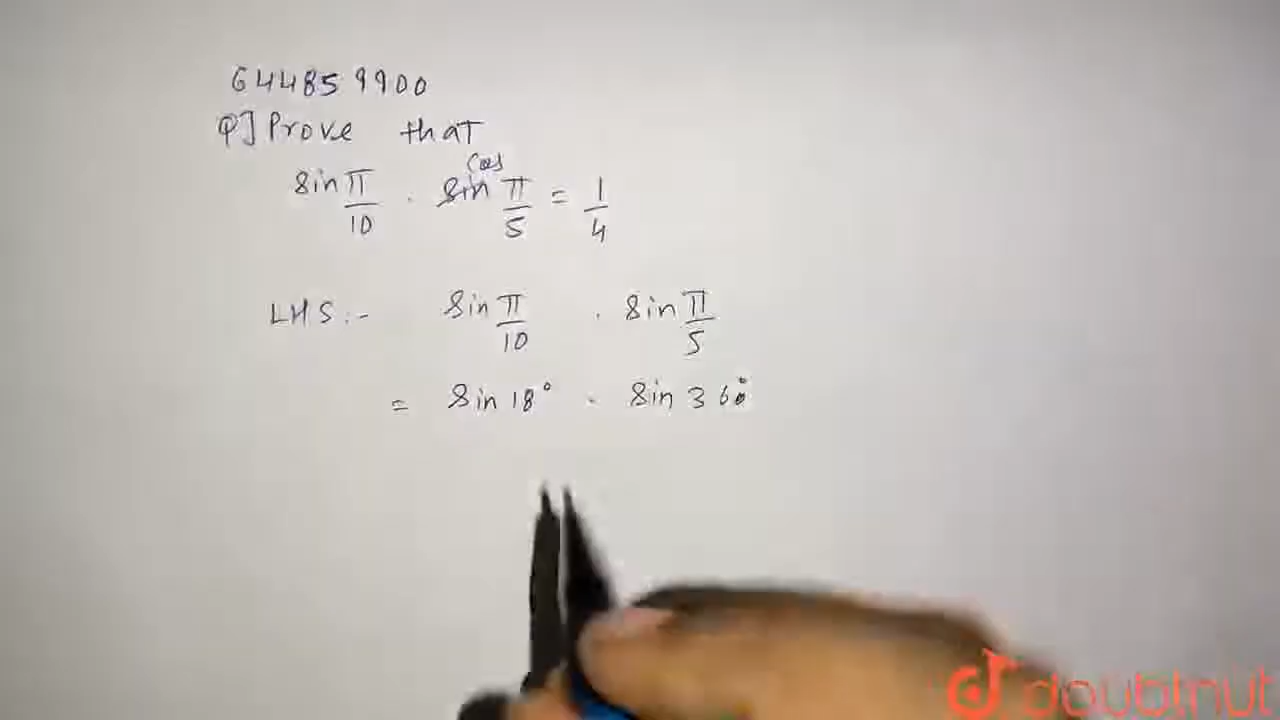 644859900
Q] Prove that
sin π/10 . sin cos π/5 = 1/4
LHS :- sin π/10 . sin π/5
= sin 18° . sin 36°
doubtnut